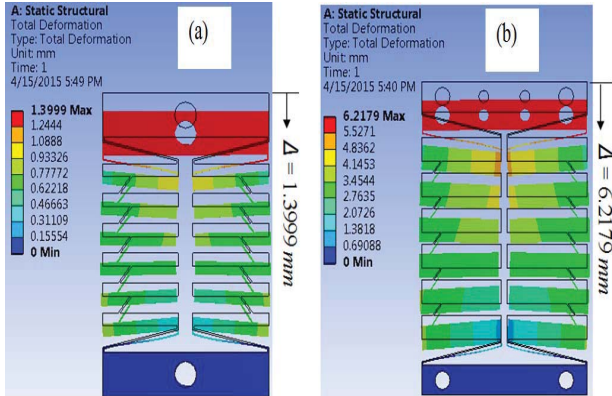 A: Static Structural
Total Deformation
Type: Total Deformation
Unit: mm
Time: 1
4/15/2015 5:49 PM
(a)
1.3999 Max
1.2444
1.0888
0.93326
0.77772
0.62218
0.46663
0.31109
0.15554
0 Min
Δ = 1.3999 mm
A: Static Structural
Total Deformation
Type: Total Deformation
Unit: mm
Time: 1
4/15/2015 5:40 PM
(b)
6.2179 Max
5.5271
4.8362
4.1453
3.4544
2.7635
2.0726
1.3818
0.69088
0 Min
Δ = 6.2179 mm